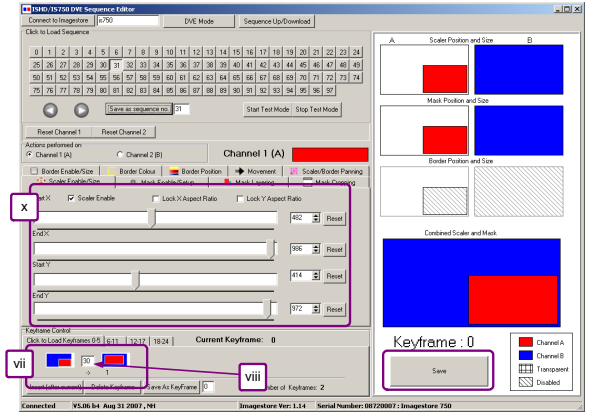 ISHD/IS750 DVE Sequence Editor
Connect to Imagestore is750 DVE Mode Sequence Up/Download
Click to Load Sequence
0 1 2 3 4 5 6 7 8 9 10 11 12 13 14 15 16 17 18 19 20 21 22 23 24
25 26 27 28 29 30 31 32 33 34 35 36 37 38 39 40 41 42 43 44 45 46 47 48 49
50 51 52 53 54 55 56 57 58 59 60 61 62 63 64 65 66 67 68 69 70 71 72 73 74
75 76 77 78 79 80 81 82 83 84 85 86 87 88 89 90 91 92 93 94 95 96 97
Save as sequence no. 31 Start Test Mode Stop Test Mode
Reset Channel 1 Reset Channel 2
Actions performed on
Channel 1 (A) Channel 2 (B) Channel 1 (A)
Border Enable/Size Border Colour Border Position Movement Scaler/Border Panning
Scaler Enable/Size Mask Enable/Setup Mask Layering Mask Cropping
x
Start X Scaler Enable Lock X Aspect Ratio Lock Y Aspect Ratio
482 Reset
End X
986 Reset
Start Y
414 Reset
End Y
972 Reset
Keyframe Control
Click to Load Keyframes 0-5 6-11 12-17 18-24 Current Keyframe: 0
vii
30
-> 1
viii
Insert (after current) Delete Keyframe Save As KeyFrame 0 Number of Keyframes: 2
A Scaler Position and Size B
Mask Position and Size
Border Position and Size
Combined Scaler and Mask
Keyframe : 0
Save
Channel A
Channel B
Transparent
Disabled
Connected V5.06 b4 Aug 31 2007, NH Imagestore Ver: 1.14 Serial Number: 08720007 : Imagestore 750